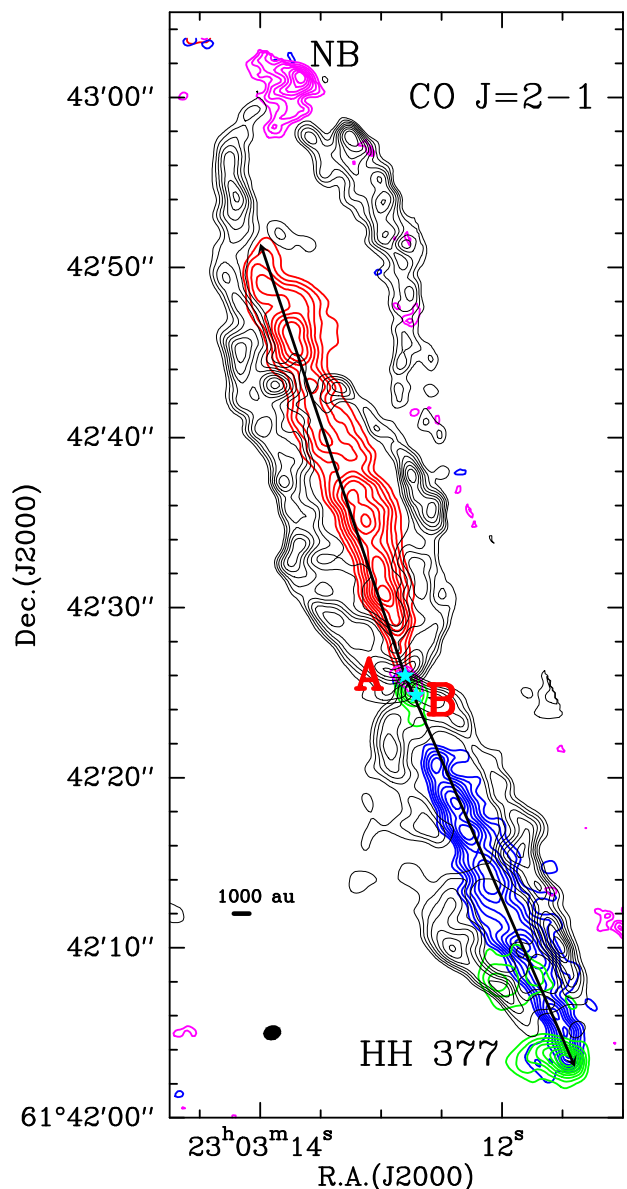 NB
CO J=2−1
43′00″
42′50″
42′40″
42′30″
42′20″
42′10″
61°42′00″
Dec.(J2000)
A
B
1000 au
HH 377
23ʰ03ᵐ14ˢ
12ˢ
R.A.(J2000)